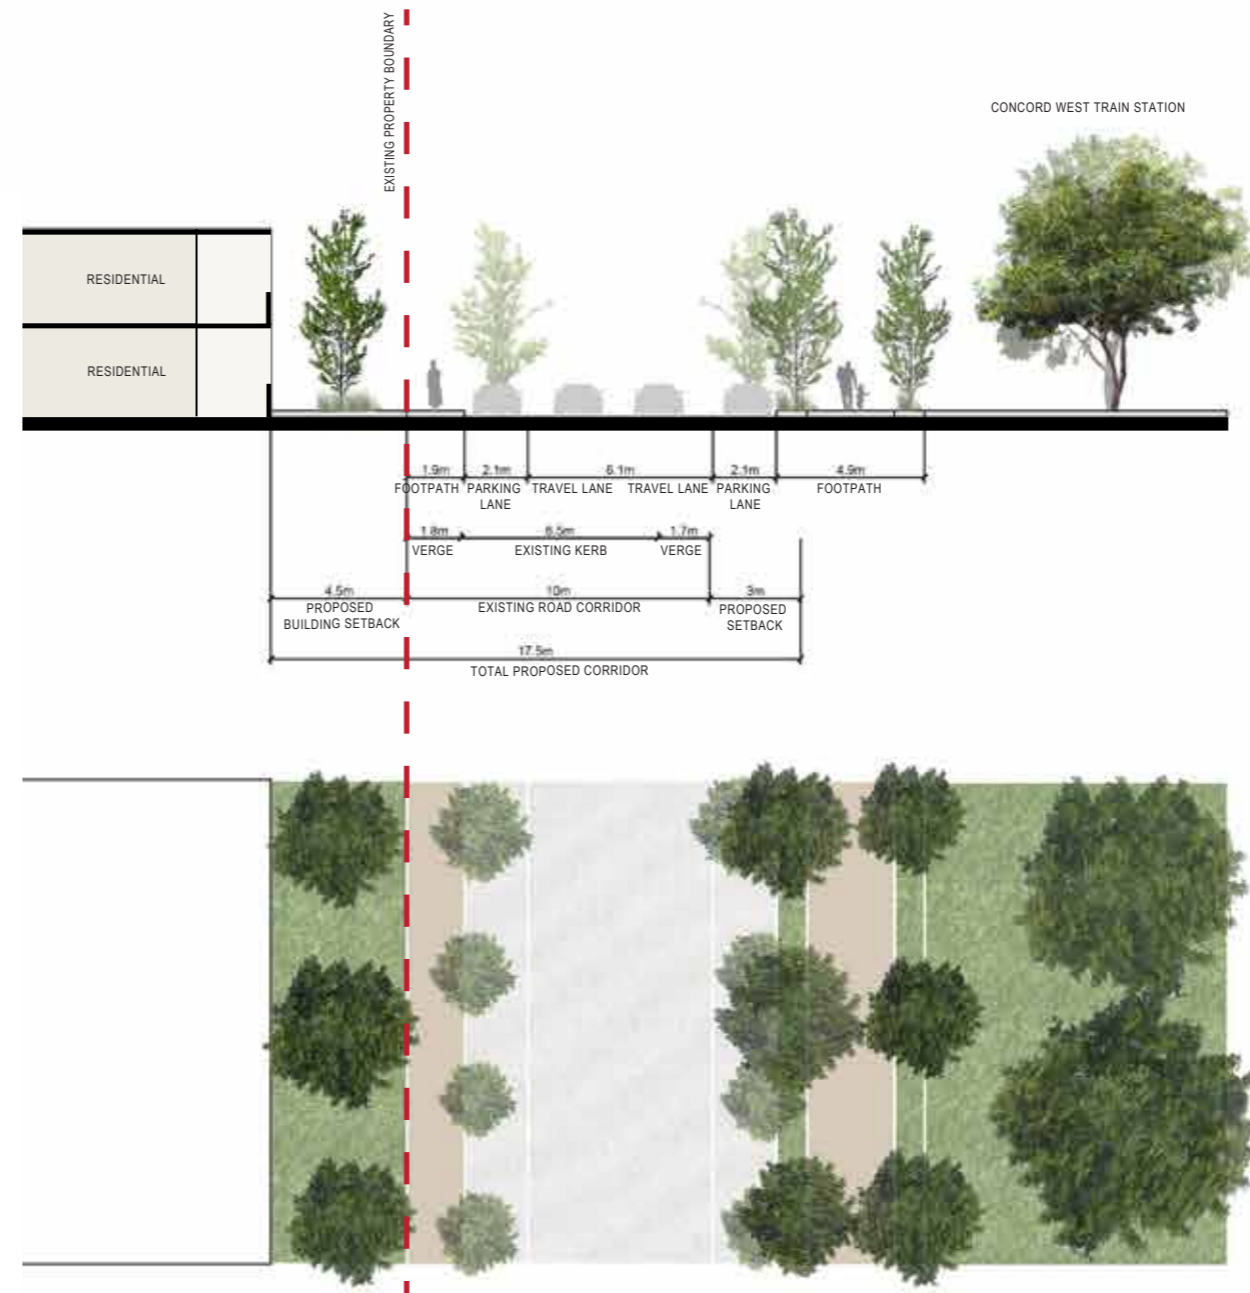 EXISTING PROPERTY BOUNDARY
CONCORD WEST TRAIN STATION
RESIDENTIAL
RESIDENTIAL
1.9m 2.1m 6.1m 2.1m 4.9m
FOOTPATH PARKING LANE TRAVEL LANE TRAVEL LANE PARKING LANE FOOTPATH
1.8m 6.5m 1.7m
VERGE EXISTING KERB VERGE
4.5m 10m 3m
PROPOSED BUILDING SETBACK EXISTING ROAD CORRIDOR PROPOSED SETBACK
17.5m
TOTAL PROPOSED CORRIDOR